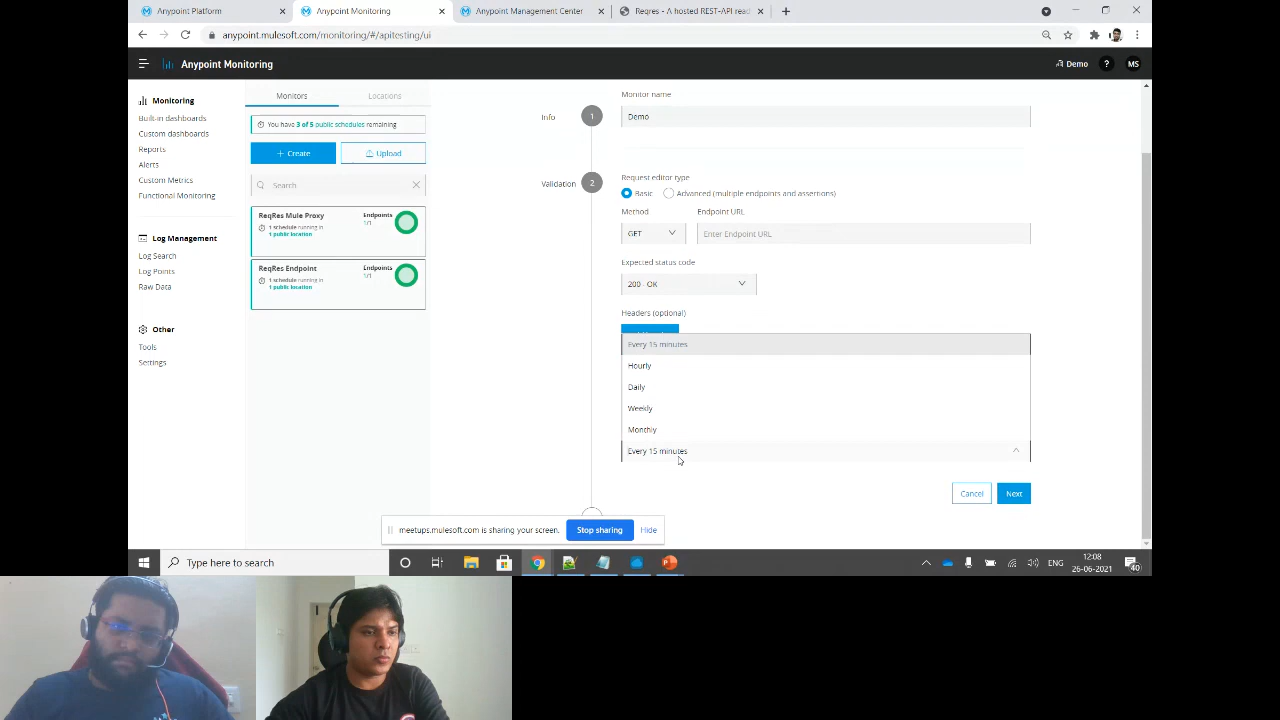 Anypoint Platform
Anypoint Monitoring
Anypoint Management Center
Reqres - A hosted REST-API read
anypoint.mulesoft.com/monitoring/#/apitesting/ui
Anypoint Monitoring
Demo
?
MS
Monitoring
Built-in dashboards
Custom dashboards
Reports
Alerts
Custom Metrics
Functional Monitoring
Log Management
Log Search
Log Points
Raw Data
Other
Tools
Settings
Monitors
Locations
You have 3 of 5 public schedules remaining
+ Create
Upload
Search
ReqRes Mule Proxy
1 schedule running in
1 public location
Endpoints
1/1
ReqRes Endpoint
1 schedule running in
1 public location
Endpoints
1/1
Info
1
Monitor name
Demo
Validation
2
Request editor type
Basic
Advanced (multiple endpoints and assertions)
Method
Endpoint URL
GET
Enter Endpoint URL
Expected status code
200 - OK
Headers (optional)
Every 15 minutes
Hourly
Daily
Weekly
Monthly
Every 15 minutes
Cancel
Next
meetups.mulesoft.com is sharing your screen.
Stop sharing
Hide
Type here to search
ENG
12:08
26-06-2021
40